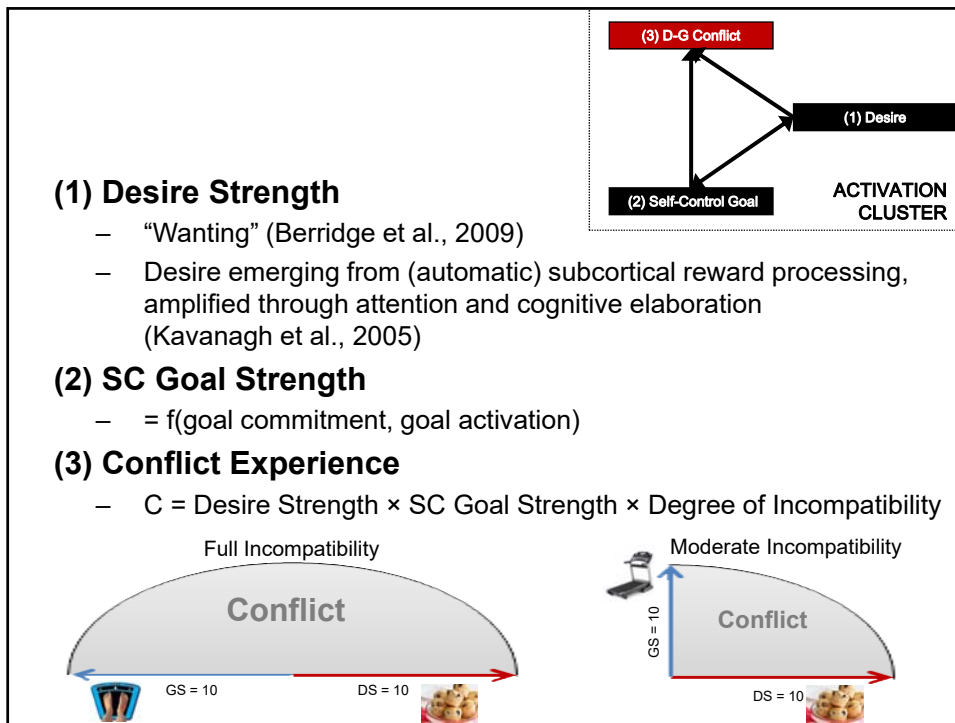 (3) D-G Conflict
(1) Desire
(2) Self-Control Goal
ACTIVATION
CLUSTER
(1) Desire Strength
– “Wanting” (Berridge et al., 2009)
– Desire emerging from (automatic) subcortical reward processing,
amplified through attention and cognitive elaboration
(Kavanagh et al., 2005)
(2) SC Goal Strength
– = f(goal commitment, goal activation)
(3) Conflict Experience
– C = Desire Strength × SC Goal Strength × Degree of Incompatibility
Full Incompatibility
Conflict
GS = 10
DS = 10
Moderate Incompatibility
Conflict
GS = 10
DS = 10